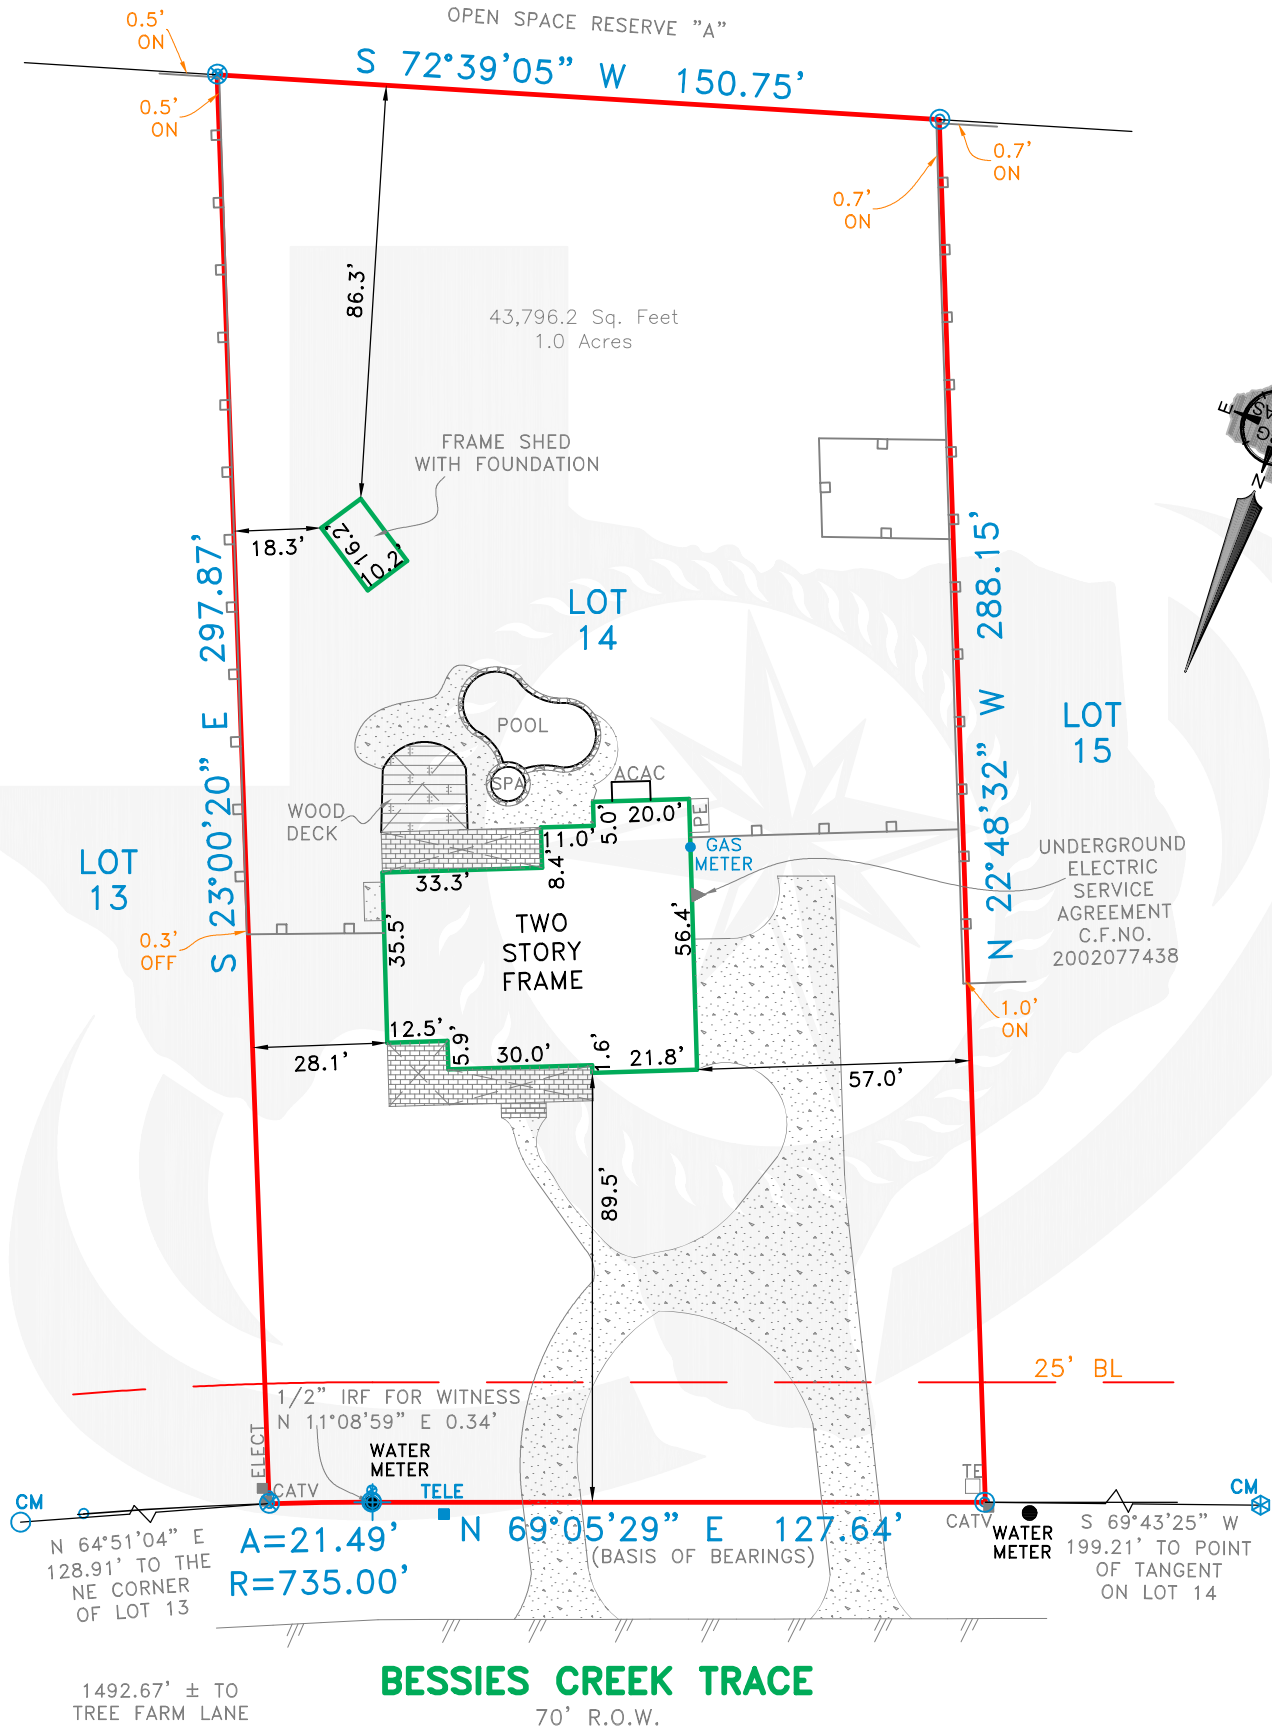 OPEN SPACE RESERVE "A"
0.5'
ON
S 72°39'05" W 150.75'
0.5'
ON
0.7'
ON
0.7'
ON
86.3'
43,796.2 Sq. Feet
1.0 Acres
E
N
FRAME SHED
WITH FOUNDATION
16.2'
10.2'
18.3'
S 23°00'20" E 297.87'
N 22°48'32" W 288.15'
LOT
14
LOT
15
LOT
13
POOL
SPA
ACAC
WOOD
DECK
PE
GAS
METER
UNDERGROUND
ELECTRIC
SERVICE
AGREEMENT
C.F.NO.
2002077438
20.0'
5.0'
11.0'
8.4'
33.3'
35.5'
56.4'
TWO
STORY
FRAME
0.3'
OFF
1.0'
ON
12.5'
5.9'
30.0'
1.6'
21.8'
28.1'
57.0'
89.5'
25' BL
1/2" IRF FOR WITNESS
N 11°08'59" E 0.34'
ELECT
CATV
WATER
METER
TELE
TE
CATV
WATER
METER
CM
CM
N 64°51'04" E
128.91' TO THE
NE CORNER
OF LOT 13
A=21.49'
R=735.00'
N 69°05'29" E 127.64'
(BASIS OF BEARINGS)
S 69°43'25" W
199.21' TO POINT
OF TANGENT
ON LOT 14
1492.67' ± TO
TREE FARM LANE
BESSIES CREEK TRACE
70' R.O.W.